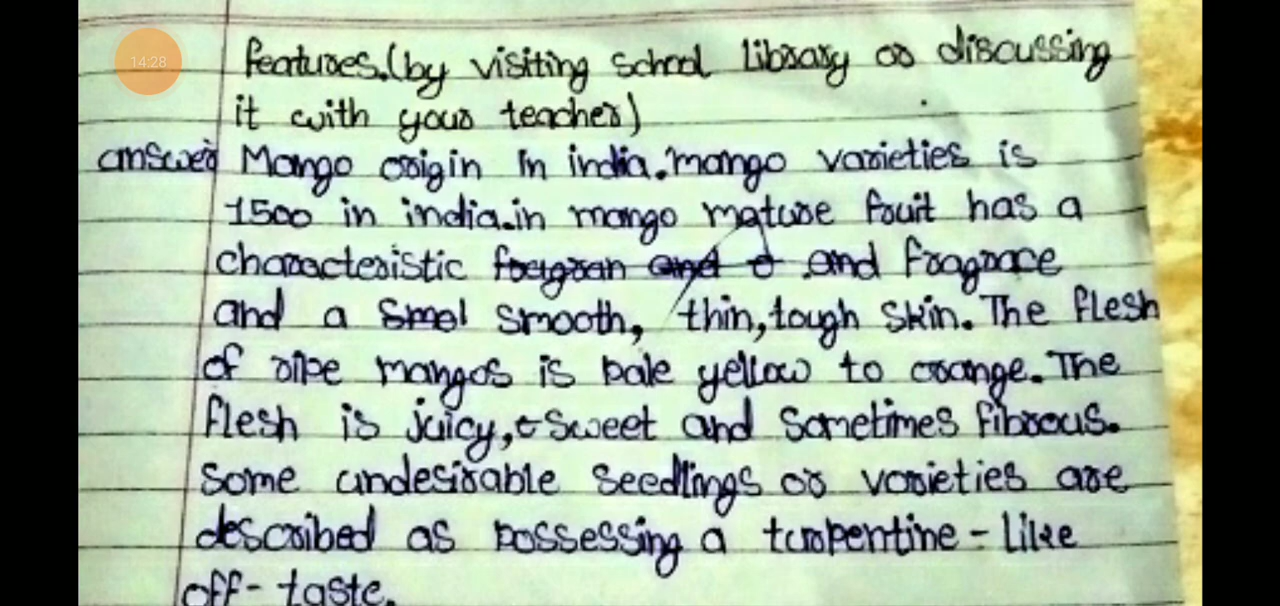 14:28
features.(by visiting school library or discussing
it with your teacher)
answer Mango origin in india.mango varieties is
1500 in india.in mango mature fouit has a
characteristic and fragrace
and a smel smooth, thin,tough skin. The flesh
of ripe mangos is pale yellow to orange. The
flesh is juicy, sweet and sometimes fibrous.
some undesirable seedlings or varieties are
described as possessing a turpentine-like
off-taste.